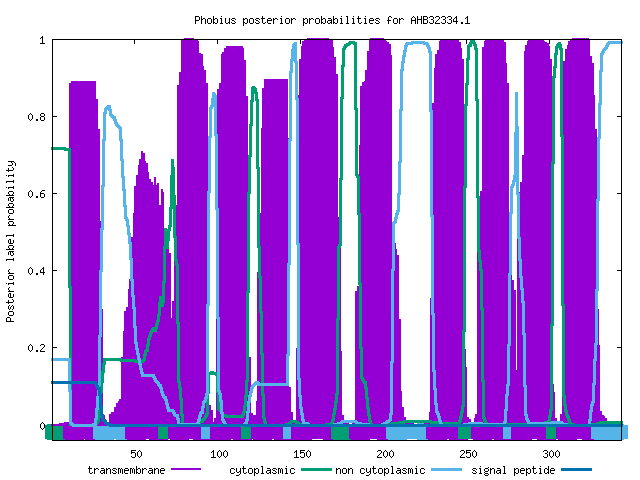 Phobius posterior probabilities for AHB32334.1
1
0.8
0.6
0.4
0.2
0
Posterior label probability
50 100 150 200 250 300
transmembrane cytoplasmic non cytoplasmic signal peptide